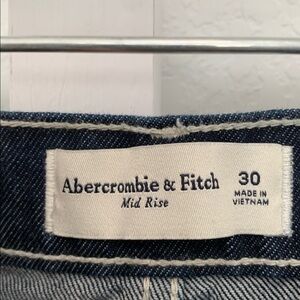 Abercrombie & Fitch
Mid Rise
30
MADE IN
VIETNAM